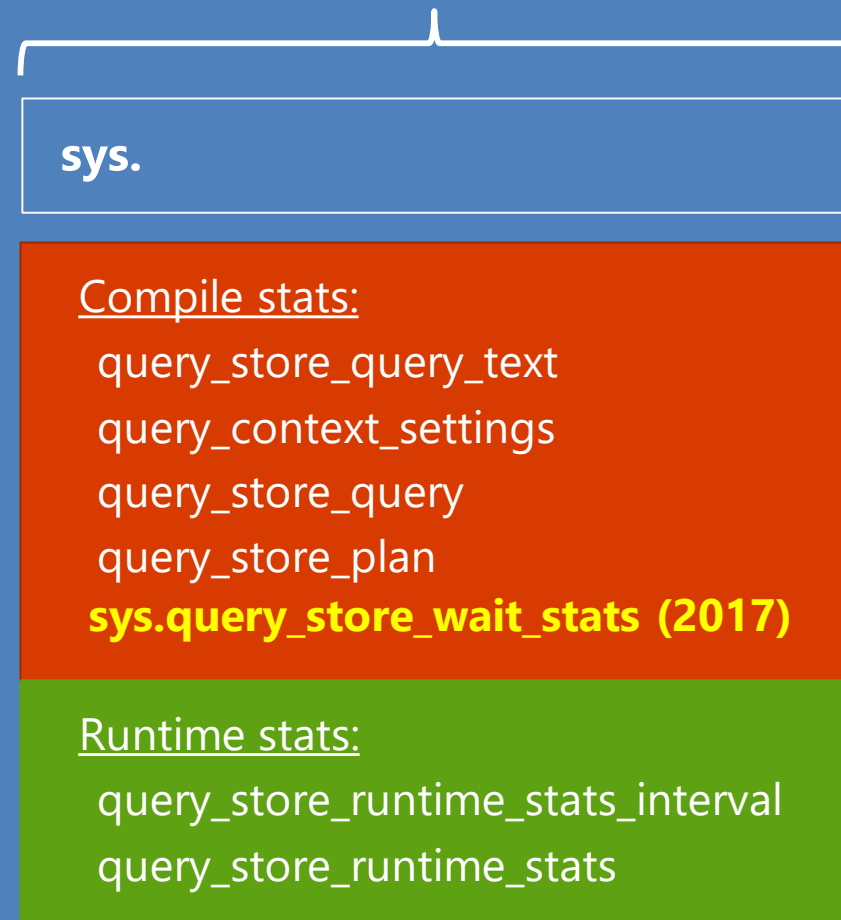 sys.
Compile stats:
query_store_query_text
query_context_settings
query_store_query
query_store_plan
sys.query_store_wait_stats (2017)
Runtime stats:
query_store_runtime_stats_interval
query_store_runtime_stats